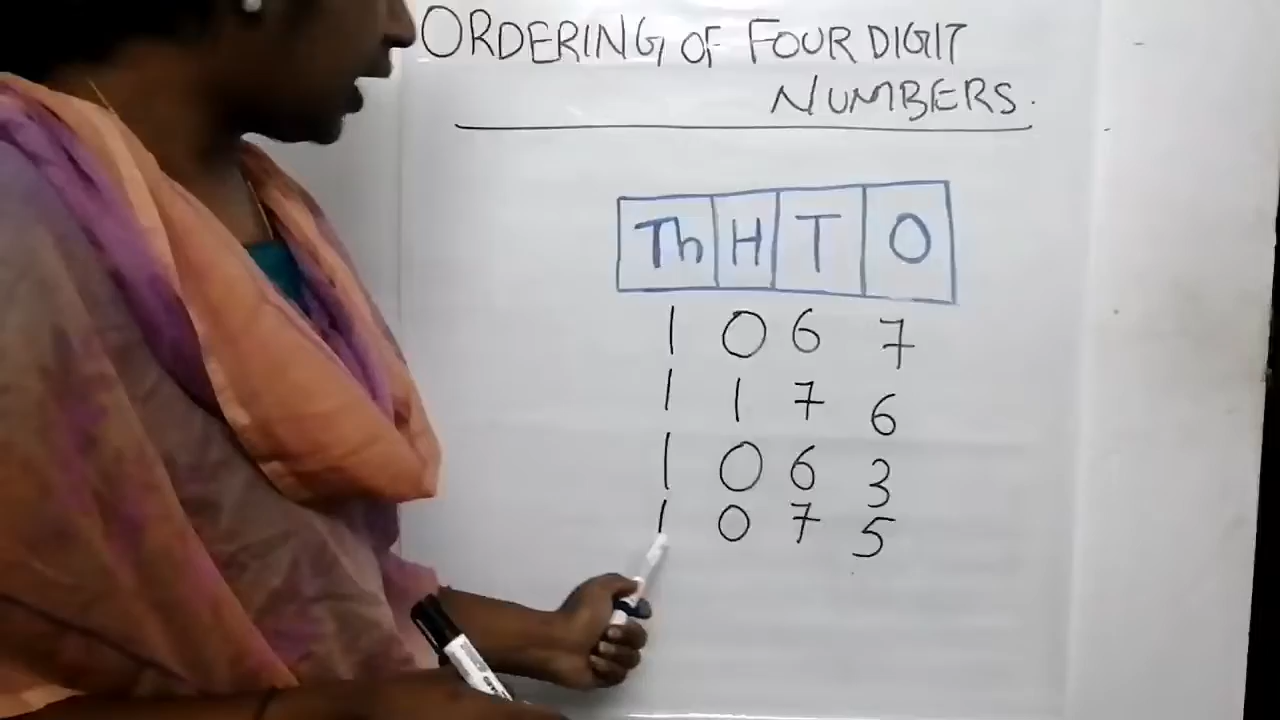 ORDERING OF FOUR DIGIT
NUMBERS.
Th H T O
1 0 6 7
1 1 7 6
1 0 6 3
1 0 7 5